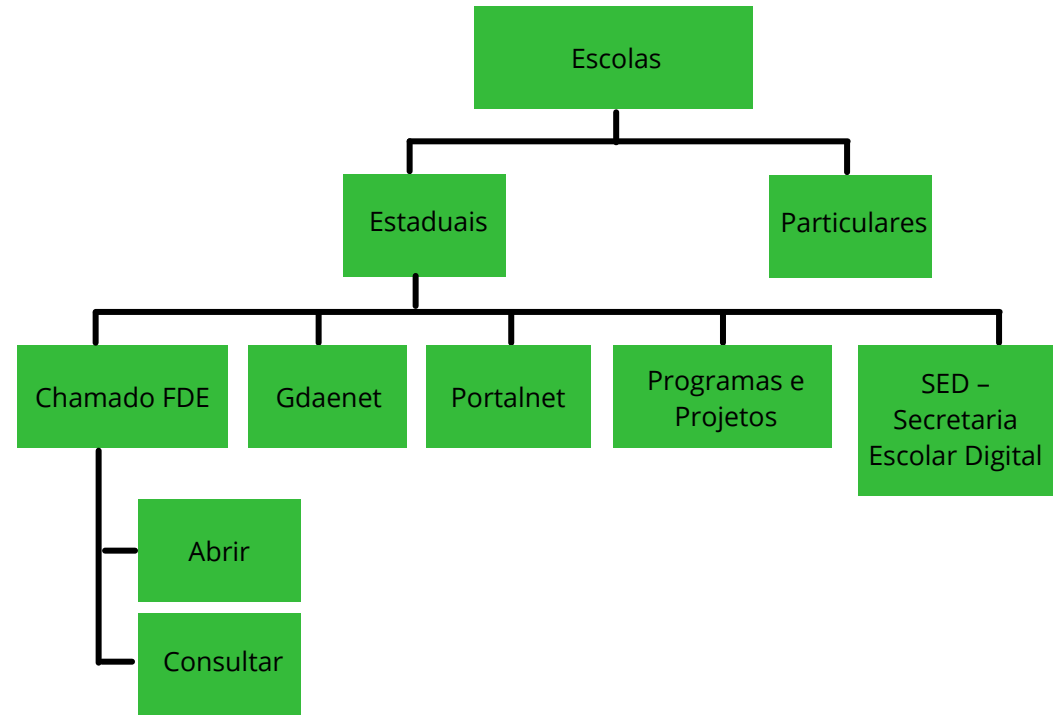 Escolas
Estaduais
Particulares
Chamado FDE
Gdaenet
Portalnet
Programas e
Projetos
SED –
Secretaria
Escolar Digital
Abrir
Consultar